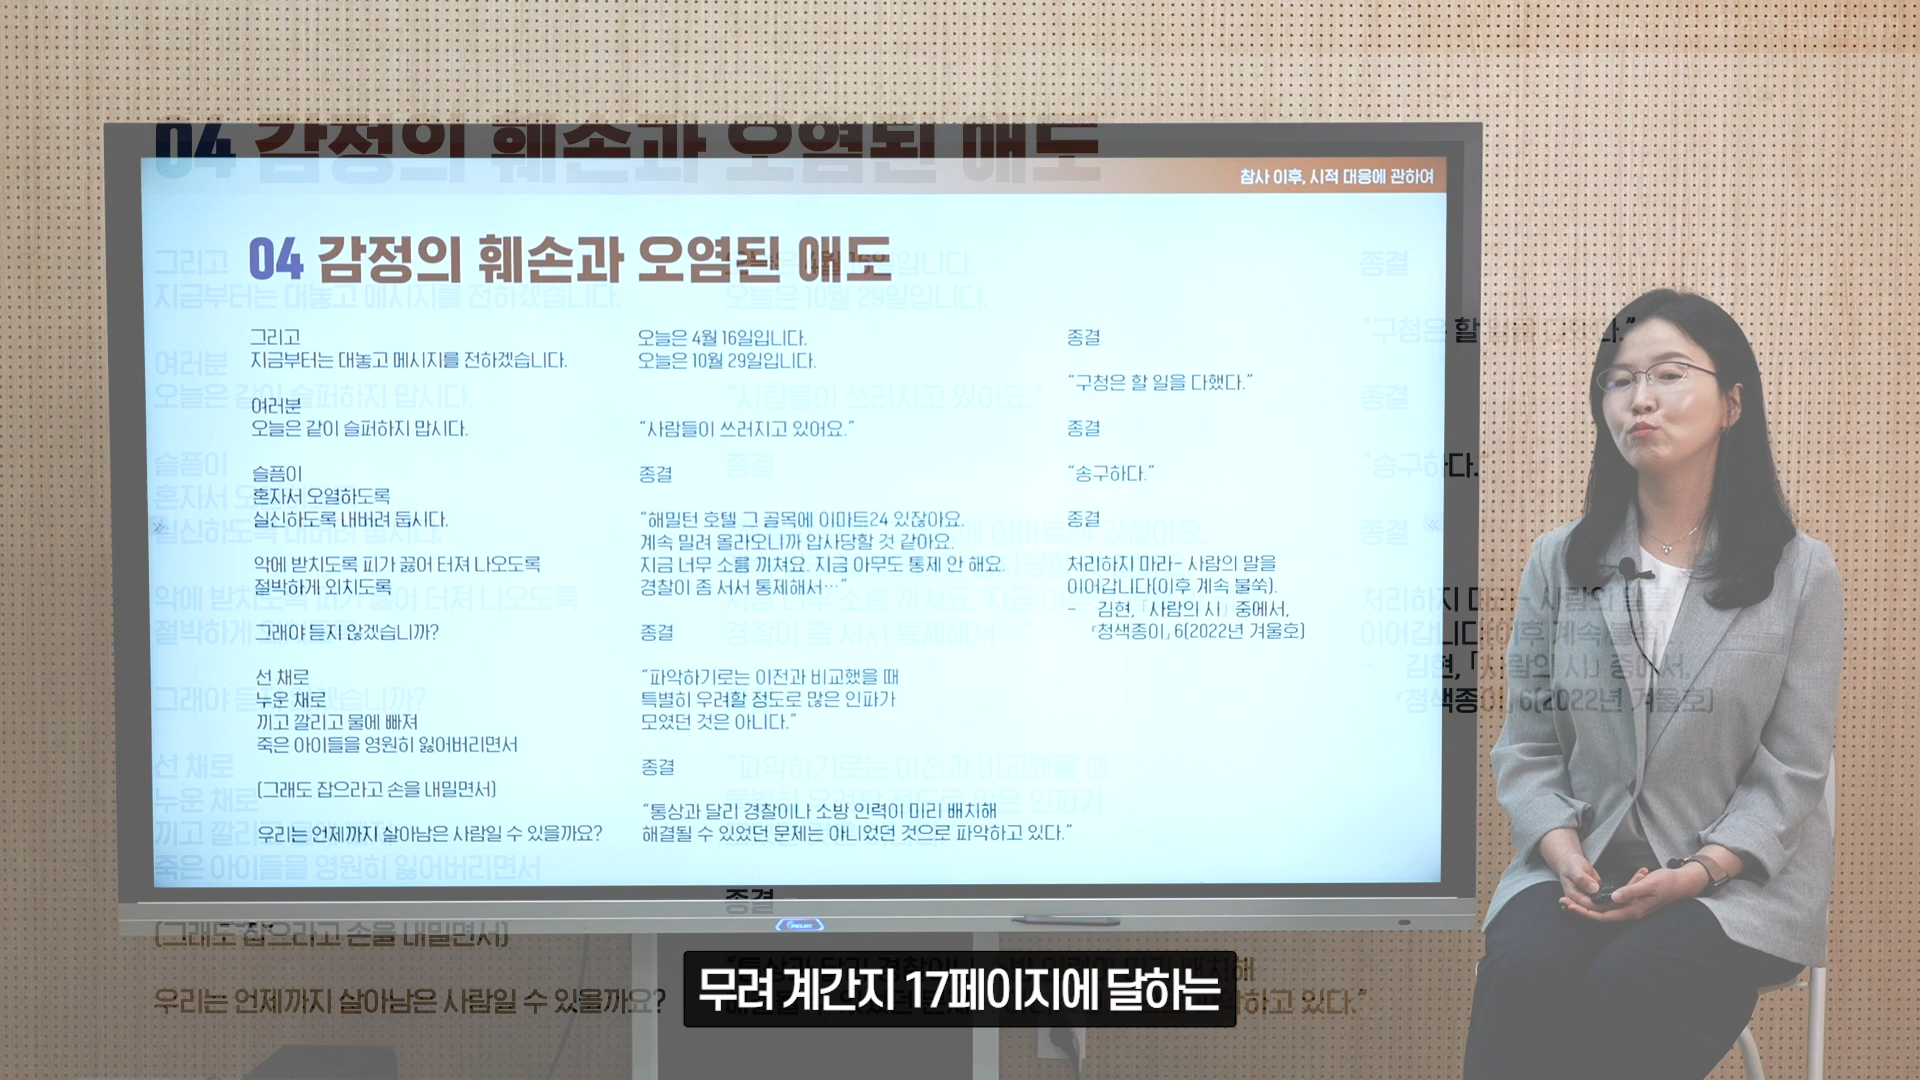 참사 이후, 시적 대응에 관하여
04 감정의 훼손과 오염된 애도
그리고
지금부터는 대놓고 메시지를 전하겠습니다.
여러분
오늘은 같이 슬퍼하지 맙시다.
슬픔이
혼자서 오열하도록
실신하도록 내버려 둡시다.
악에 받치도록 피가 끓어 터져 나오도록
절박하게 외치도록
그래야 듣지 않겠습니까?
선 채로
누운 채로
끼고 깔리고 물에 빠져
죽은 아이들을 영원히 잃어버리면서
(그래도 잡으라고 손을 내밀면서)
우리는 언제까지 살아남은 사람일 수 있을까요?
오늘은 4월 16일입니다.
오늘은 10월 29일입니다.
“사람들이 쓰러지고 있어요.”
종결
“해밀턴 호텔 그 골목에 이마트24 있잖아요.
계속 밀려 올라오니까 압사당할 것 같아요.
지금 너무 소름 끼쳐요. 지금 아무도 통제 안 해요.
경찰이 좀 서서 통제해서…”
종결
“파악하기로는 이전과 비교했을 때
특별히 우려할 정도로 많은 인파가
모였던 것은 아니다.”
종결
“통상과 달리 경찰이나 소방 인력이 미리 배치해
해결될 수 있었던 문제는 아니었던 것으로 파악하고 있다.”
종결
“구청은 할 일을 다했다.”
종결
“송구하다.”
종결
처리하지 마라- 사람의 말을
이어갑니다(이후 계속 불쑥).
- 김현, 「사람의 시」 중에서,
『청색종이』 6(2022년 겨울호)
무려 계간지 17페이지에 달하는